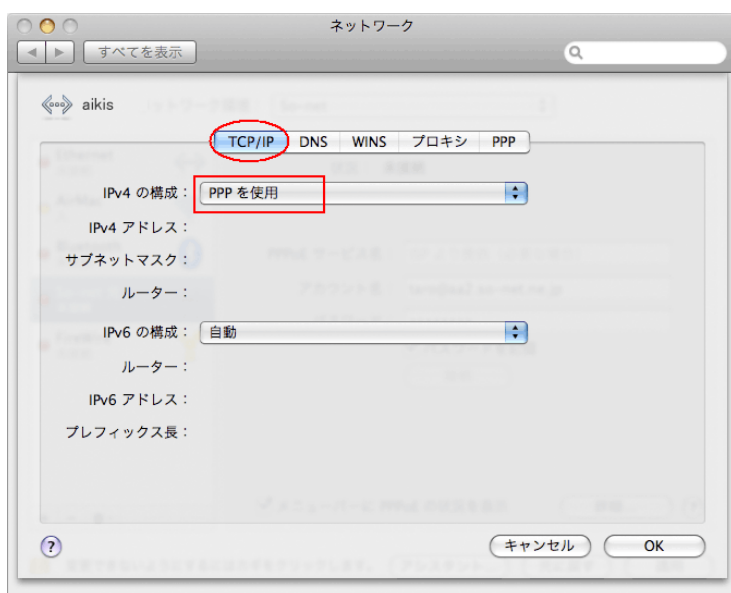 ネットワーク
すべてを表示
aikis
TCP/IP DNS WINS プロキシ PPP
IPv4 の構成： PPP を使用
IPv4 アドレス：
サブネットマスク：
ルーター：
IPv6 の構成： 自動
ルーター：
IPv6 アドレス：
プレフィックス長：
? キャンセル OK